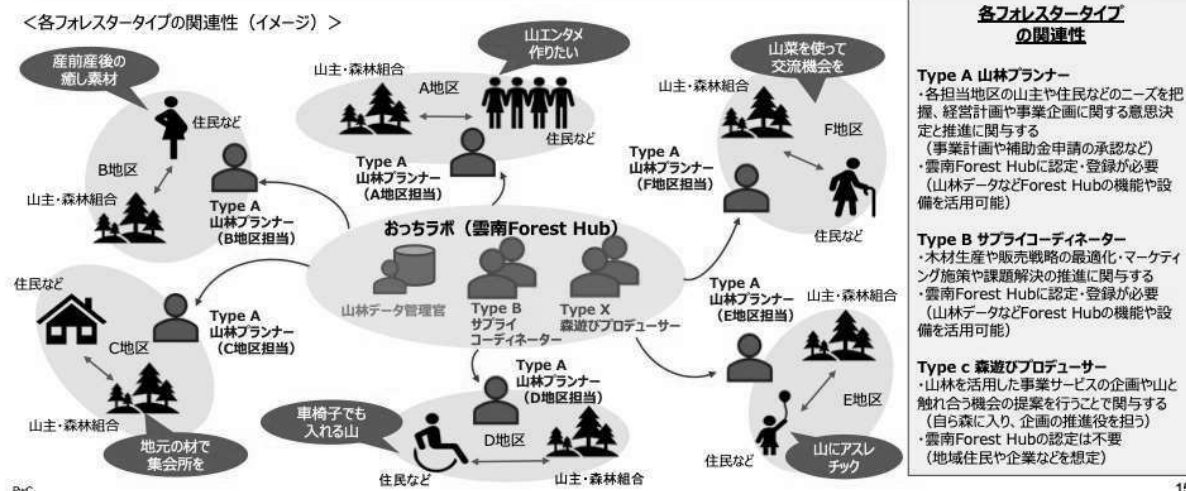 ＜各フォレスタータイプの関連性（イメージ）＞
産前産後の
癒し素材
住民など
B地区
山主・森林組合
Type A
山林プランナー
（B地区担当）
山エンタメ
作りたい
山主・森林組合
A地区
住民など
Type A
山林プランナー
（A地区担当）
山菜を使って
交流機会を
山主・森林組合
F地区
Type A
山林プランナー
（F地区担当）
住民など
おっちラボ（雲南Forest Hub）
山林データ管理官
Type B
サプライ
コーディネーター
Type X
森遊びプロデューサー
住民など
C地区
山主・森林組合
Type A
山林プランナー
（C地区担当）
地元の材で
集会所を
Type A
山林プランナー
（D地区担当）
車椅子でも
入れる山
D地区
住民など
山主・森林組合
Type A
山林プランナー
（E地区担当）
山主・森林組合
E地区
住民など
山にアスレ
チック
各フォレスタータイプ
の関連性
Type A 山林プランナー
・各担当地区の山主や住民などのニーズを把
握、経営計画や事業企画に関する意思決
定と推進に関与する
（事業計画や補助金申請の承認など）
・雲南Forest Hubに認定・登録が必要
（山林データなどForest Hubの機能や設
備を活用可能）
Type B サプライコーディネーター
・木材生産や販売戦略の最適化・マーケティ
ング施策や課題解決の推進に関与する
・雲南Forest Hubに認定・登録が必要
（山林データなどForest Hubの機能や設
備を活用可能）
Type c 森遊びプロデューサー
・山林を活用した事業サービスの企画や山と
触れ合う機会の提案を行うことで関与する
（自ら森に入り、企画の推進役を担う）
・雲南Forest Hubの認定は不要
（地域住民や企業などを想定）
PwC